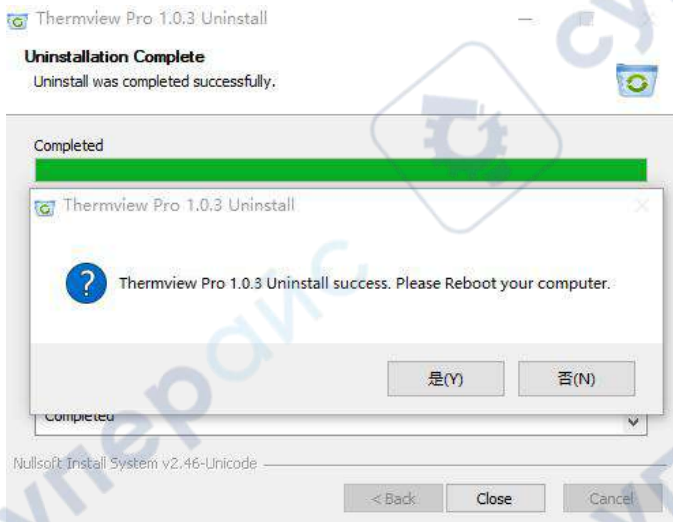 Thermview Pro 1.0.3 Uninstall
Uninstallation Complete
Uninstall was completed successfully.
Completed
Thermview Pro 1.0.3 Uninstall
Thermview Pro 1.0.3 Uninstall success. Please Reboot your computer.
是(Y) 否(N)
Completed
Nullsoft Install System v2.46-Unicode
< Back Close Cancel